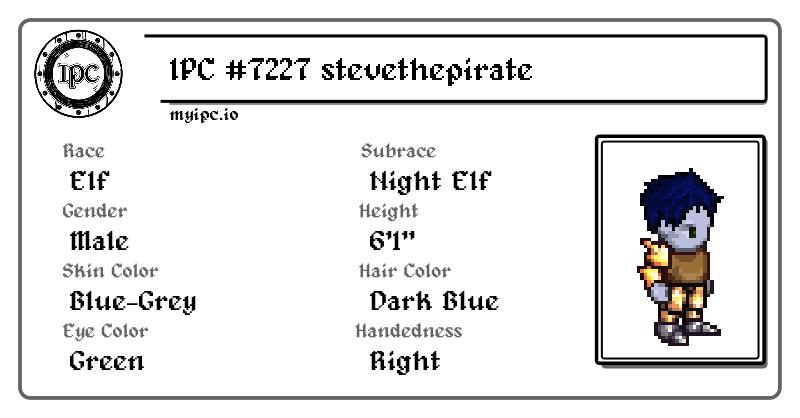 IPC
IPC #7227 stevethepirate
myipc.io
Race
Subrace
Elf
Night Elf
Gender
Height
Male
6'1"
Skin Color
Hair Color
Blue-Grey
Dark Blue
Eye Color
Handedness
Green
Right